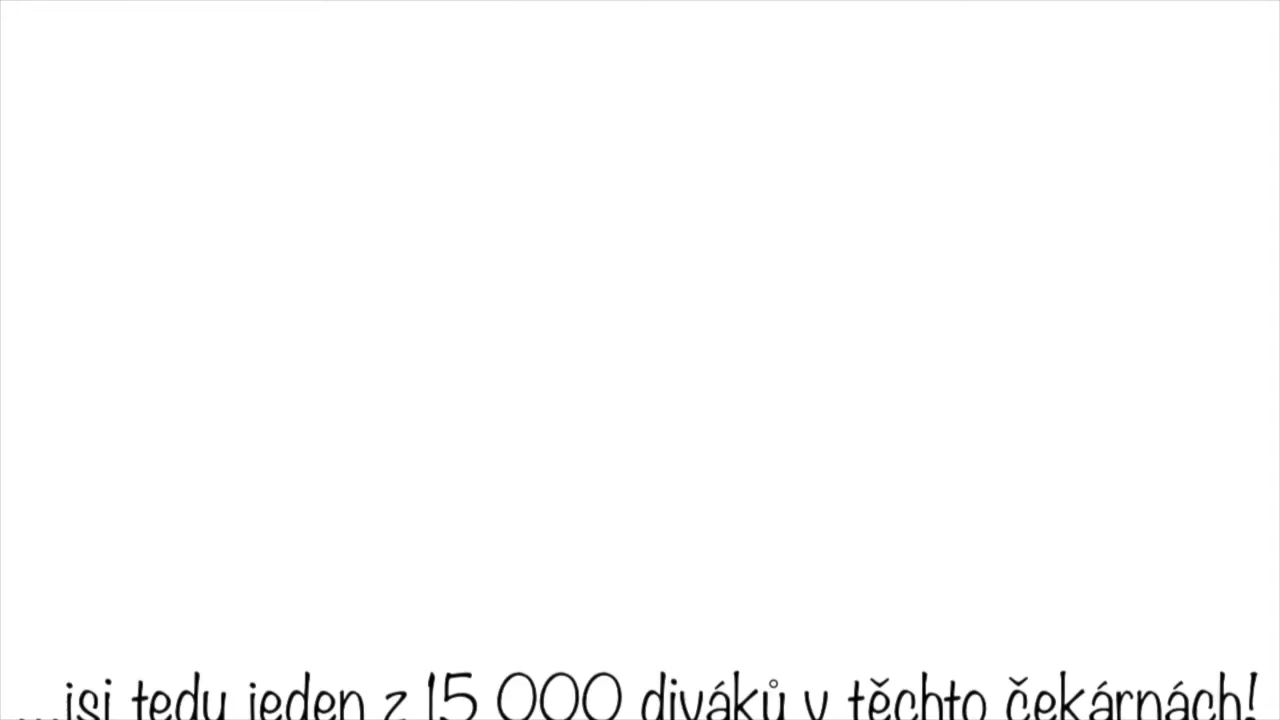 ...jsi tedy jeden z 15 000 diváků v těchto čekárnách!